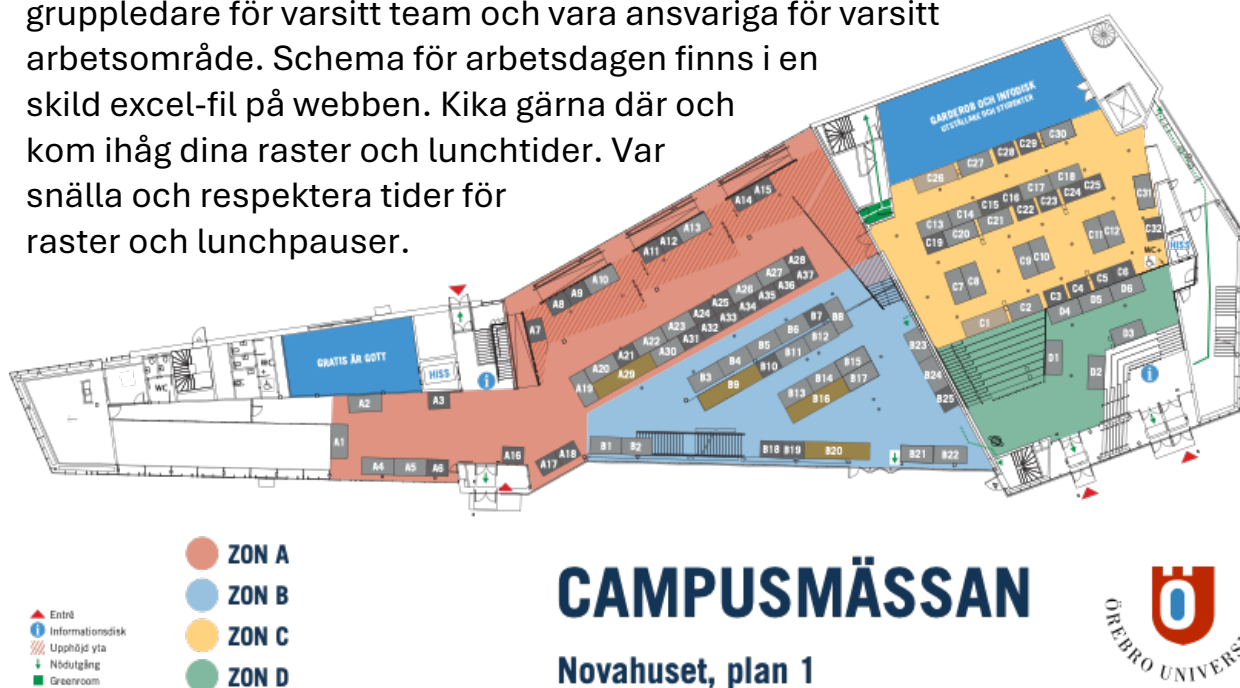 gruppledare för varsitt team och vara ansvariga för varsitt
arbetsområde. Schema för arbetsdagen finns i en
skild excel-fil på webben. Kika gärna där och
kom ihåg dina raster och lunchtider. Var
snälla och respektera tider för
raster och lunchpauser.
GARDEROB OCH INFODISK
UTSTÄLLARE OCH STUDENTER
C30
C29
C28
C27
C26
C18
C17
C16
C15
C14
C13
C25
C24
C23
C22
C21
C20
C19
C31
C32
C11 C12
C9 C10
C7 C8
WC+
HISS
C6
C5
C4
C3
C2
C1
D6
D5
D4
D3
D2
D1
A15
A14
A13
A12
A11
A10
A9
A8
A7
A28
A27
A26
A25
A24
A23
A22
A21
A20
A19
A37
A36
A35
A34
A33
A32
A31
A30
A29
B8
B7
B6
B5
B4
B3
B12
B11
B10
B9
B15
B14
B13
B17
B16
B23
B24
B25
GRATIS ÄR GOTT
HISS
WC
A2
A3
A1
A4 A5 A6
A16
A17
A18
B1 B2
B18 B19 B20
B21 B22
ZON A
ZON B
ZON C
ZON D
Entré
Informationsdisk
Upphöjd yta
Nödutgång
Greenroom
CAMPUSMÄSSAN
Novahuset, plan 1
ÖREBRO UNIVERS